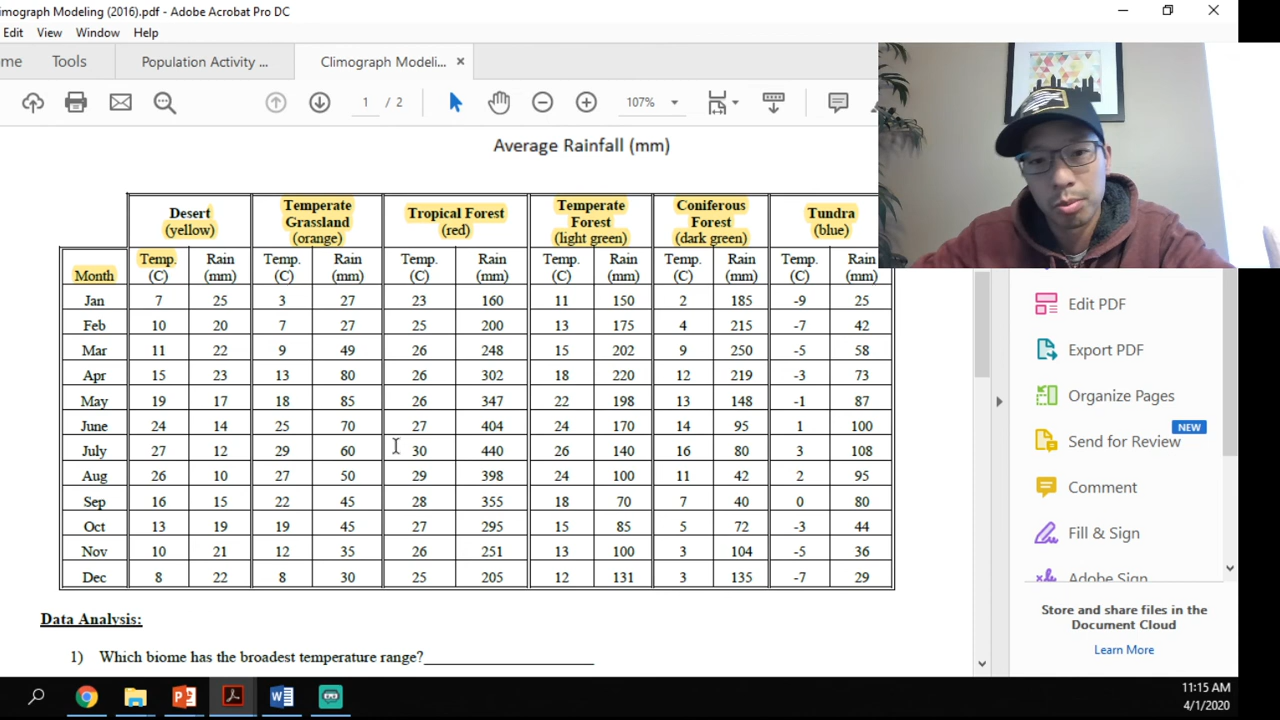 limograph Modeling (2016).pdf - Adobe Acrobat Pro DC
Edit View Window Help
me Tools Population Activity ... Climograph Modeli... ×
1 / 2 107%
Average Rainfall (mm)
Desert (yellow) Temperate Grassland (orange) Tropical Forest (red) Temperate Forest (light green) Coniferous Forest (dark green) Tundra (blue)
Month Temp. (C) Rain (mm) Temp. (C) Rain (mm) Temp. (C) Rain (mm) Temp. (C) Rain (mm) Temp. (C) Rain (mm) Temp. (C) Rain (mm)
Jan 7 25 3 27 23 160 11 150 2 185 -9 25
Feb 10 20 7 27 25 200 13 175 4 215 -7 42
Mar 11 22 9 49 26 248 15 202 9 250 -5 58
Apr 15 23 13 80 26 302 18 220 12 219 -3 73
May 19 17 18 85 26 347 22 198 13 148 -1 87
June 24 14 25 70 27 404 24 170 14 95 1 100
July 27 12 29 60 30 440 26 140 16 80 3 108
Aug 26 10 27 50 29 398 24 100 11 42 2 95
Sep 16 15 22 45 28 355 18 70 7 40 0 80
Oct 13 19 19 45 27 295 15 85 5 72 -3 44
Nov 10 21 12 35 26 251 13 100 3 104 -5 36
Dec 8 22 8 30 25 205 12 131 3 135 -7 29
Data Analysis:
1) Which biome has the broadest temperature range?
Edit PDF
Export PDF
Organize Pages
NEW
Send for Review
Comment
Fill & Sign
Adobe Sign
Store and share files in the
Document Cloud
Learn More
11:15 AM
4/1/2020